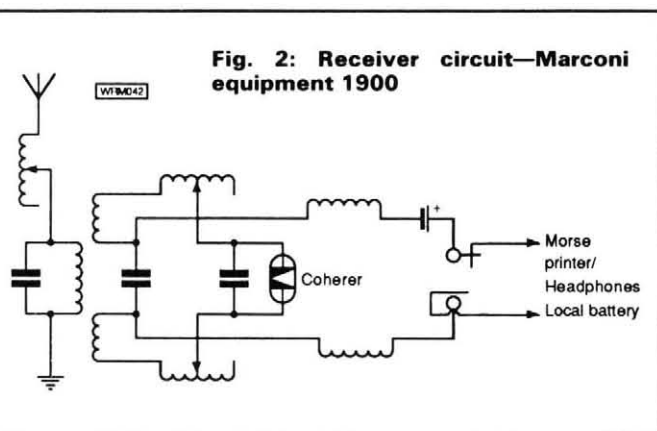 Fig. 2: Receiver circuit—Marconi
equipment 1900
WRM042
+
Coherer
Morse
printer/
Headphones
Local battery